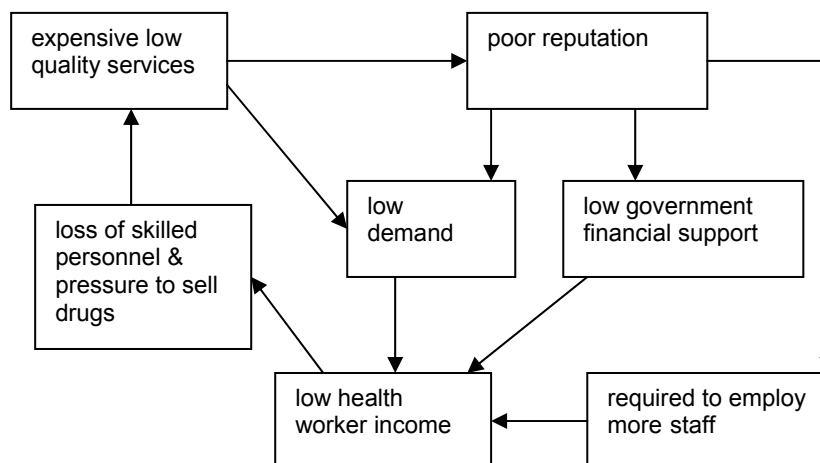 expensive low
quality services
poor reputation
low
demand
low government
financial support
loss of skilled
personnel &
pressure to sell
drugs
low health
worker income
required to employ
more staff